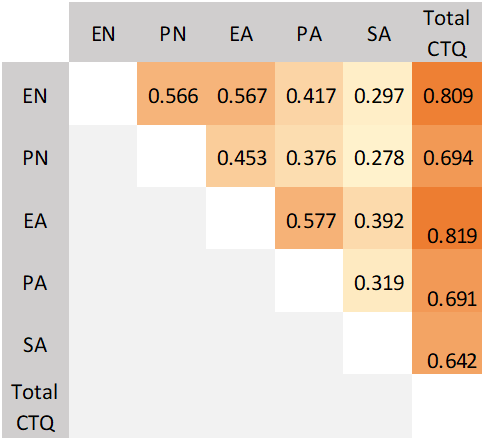 EN PN EA PA SA Total CTQ
EN 0.566 0.567 0.417 0.297 0.809
PN 0.453 0.376 0.278 0.694
EA 0.577 0.392 0.819
PA 0.319 0.691
SA 0.642
Total
CTQ